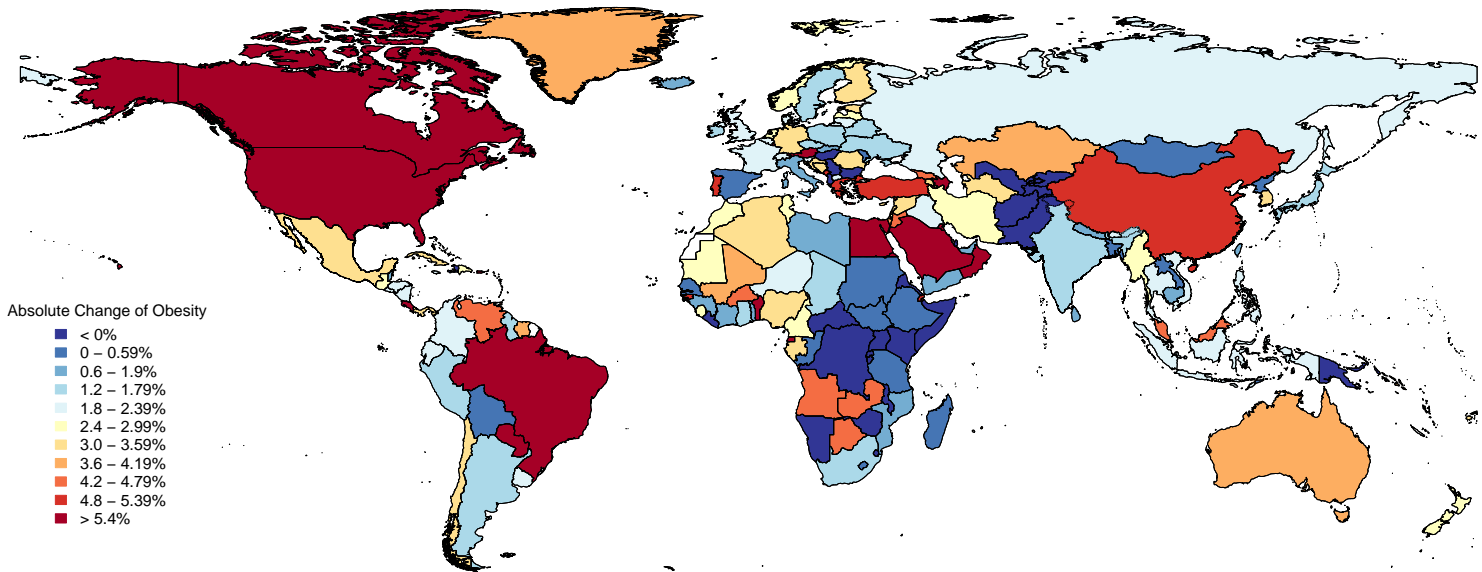 Absolute Change of Obesity
< 0%
0 – 0.59%
0.6 – 1.9%
1.2 – 1.79%
1.8 – 2.39%
2.4 – 2.99%
3.0 – 3.59%
3.6 – 4.19%
4.2 – 4.79%
4.8 – 5.39%
> 5.4%